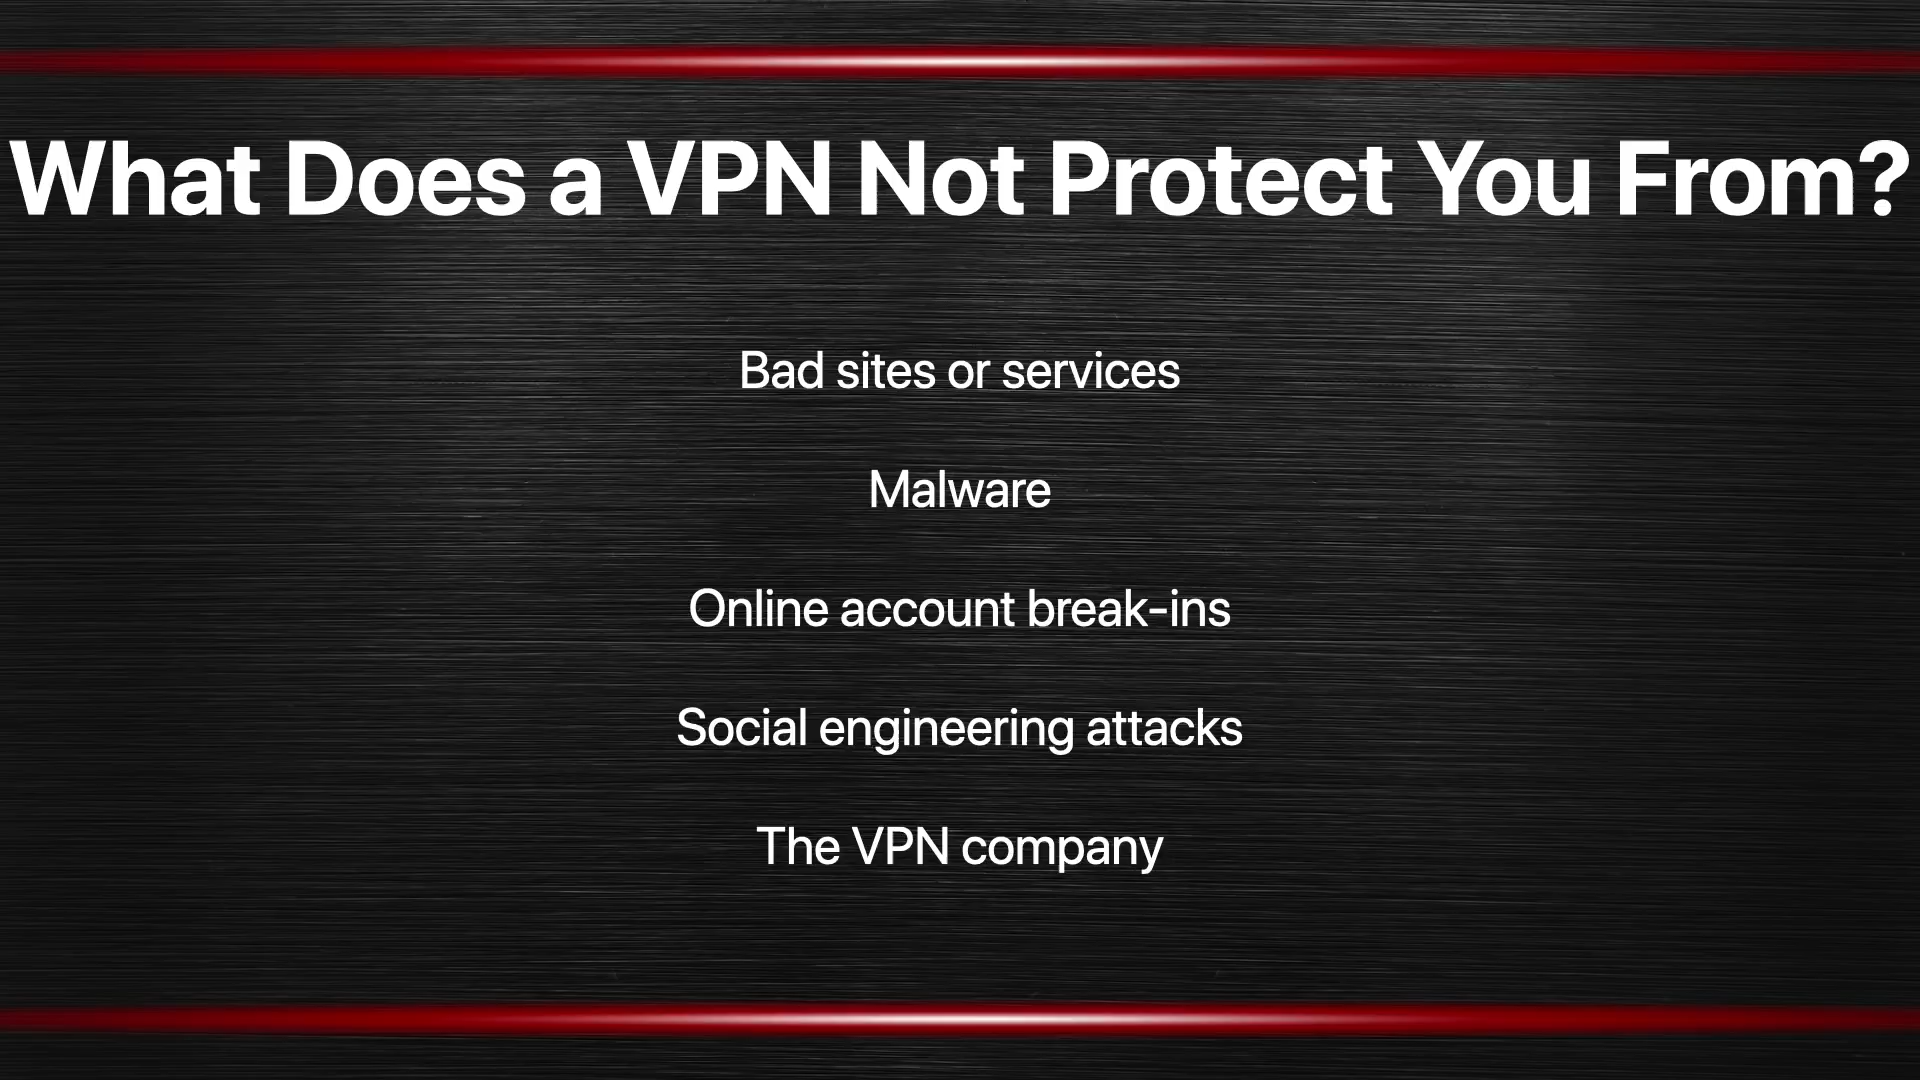 What Does a VPN Not Protect You From?
Bad sites or services
Malware
Online account break-ins
Social engineering attacks
The VPN company